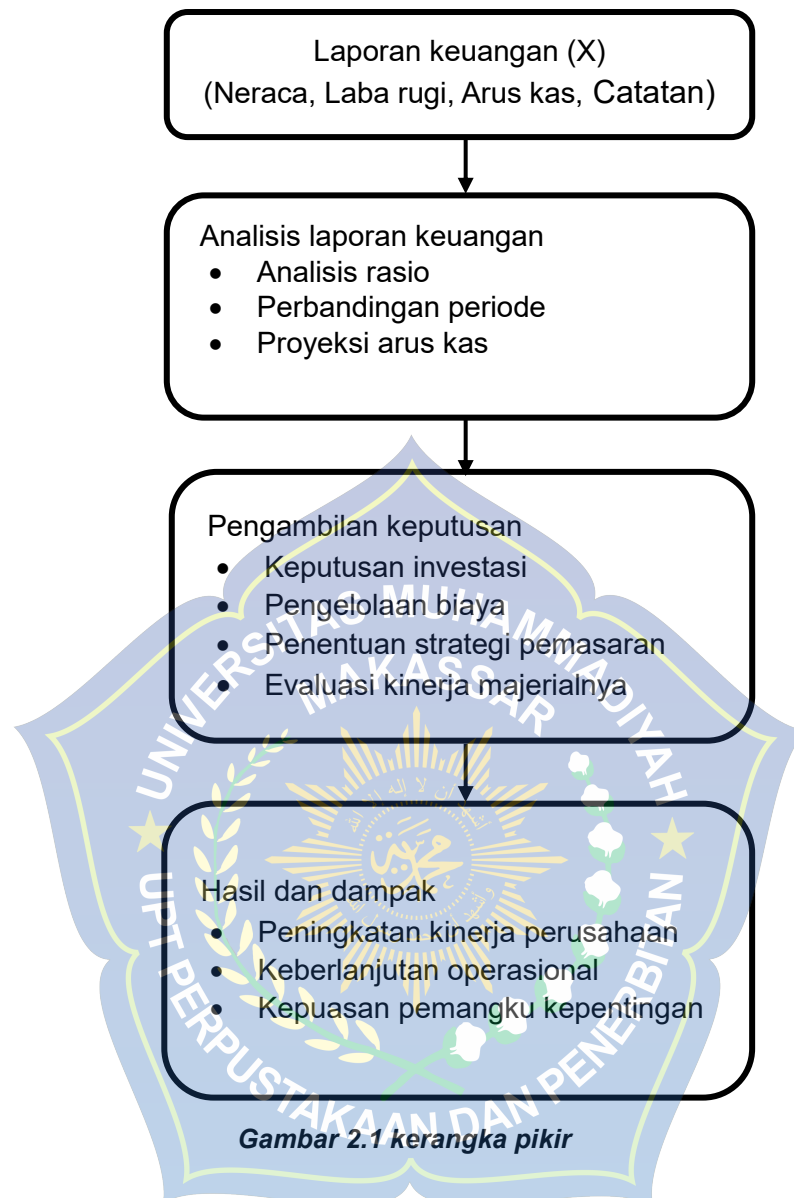 Laporan keuangan (X)
(Neraca, Laba rugi, Arus kas, Catatan)
Analisis laporan keuangan
• Analisis rasio
• Perbandingan periode
• Proyeksi arus kas
Pengambilan keputusan
• Keputusan investasi
• Pengelolaan biaya
• Penentuan strategi pemasaran
• Evaluasi kinerja majerialnya
Hasil dan dampak
• Peningkatan kinerja perusahaan
• Keberlanjutan operasional
• Kepuasan pemangku kepentingan
Gambar 2.1 kerangka pikir
UNIVERSITAS MUHAMMADIYAH
MAKASSAR
UPT PERPUSTAKAAN DAN PENERBITAN